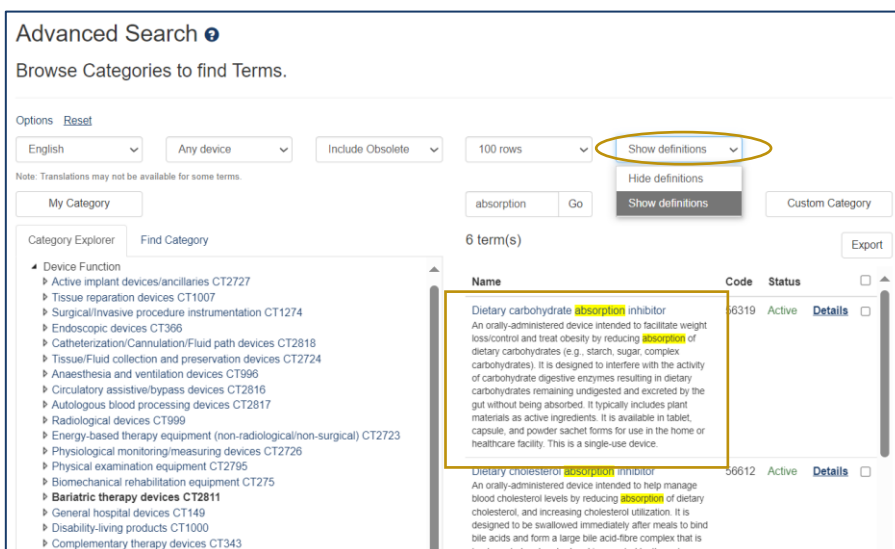 Advanced Search
Browse Categories to find Terms.
Options Reset
English Any device Include Obsolete 100 rows Show definitions
Note: Translations may not be available for some terms.
Hide definitions
Show definitions
My Category absorption Go Custom Category
Category Explorer Find Category
6 term(s) Export
Device Function
Active implant devices/ancillaries CT2727
Tissue reparation devices CT1007
Surgical/Invasive procedure instrumentation CT1274
Endoscopic devices CT366
Catheterization/Cannulation/Fluid path devices CT2818
Tissue/Fluid collection and preservation devices CT2724
Anaesthesia and ventilation devices CT996
Circulatory assistive/bypass devices CT2816
Autologous blood processing devices CT2817
Radiological devices CT999
Energy-based therapy equipment (non-radiological/non-surgical) CT2723
Physiological monitoring/measuring devices CT2726
Physical examination equipment CT2795
Biomechanical rehabilitation equipment CT275
Bariatric therapy devices CT2811
General hospital devices CT149
Disability-living products CT1000
Complementary therapy devices CT343
Name Code Status
Dietary carbohydrate absorption inhibitor 56319 Active Details
An orally-administered device intended to facilitate weight
loss/control and treat obesity by reducing absorption of
dietary carbohydrates (e.g., starch, sugar, complex
carbohydrates). It is designed to interfere with the activity
of carbohydrate digestive enzymes resulting in dietary
carbohydrates remaining undigested and excreted by the
gut without being absorbed. It typically includes plant
materials as active ingredients. It is available in tablet,
capsule, and powder sachet forms for use in the home or
healthcare facility. This is a single-use device.
Dietary cholesterol absorption inhibitor 56612 Active Details
An orally-administered device intended to help manage
blood cholesterol levels by reducing absorption of dietary
cholesterol, and increasing cholesterol utilization. It is
designed to be swallowed immediately after meals to bind
bile acids and form a large bile acid-fibre complex that is